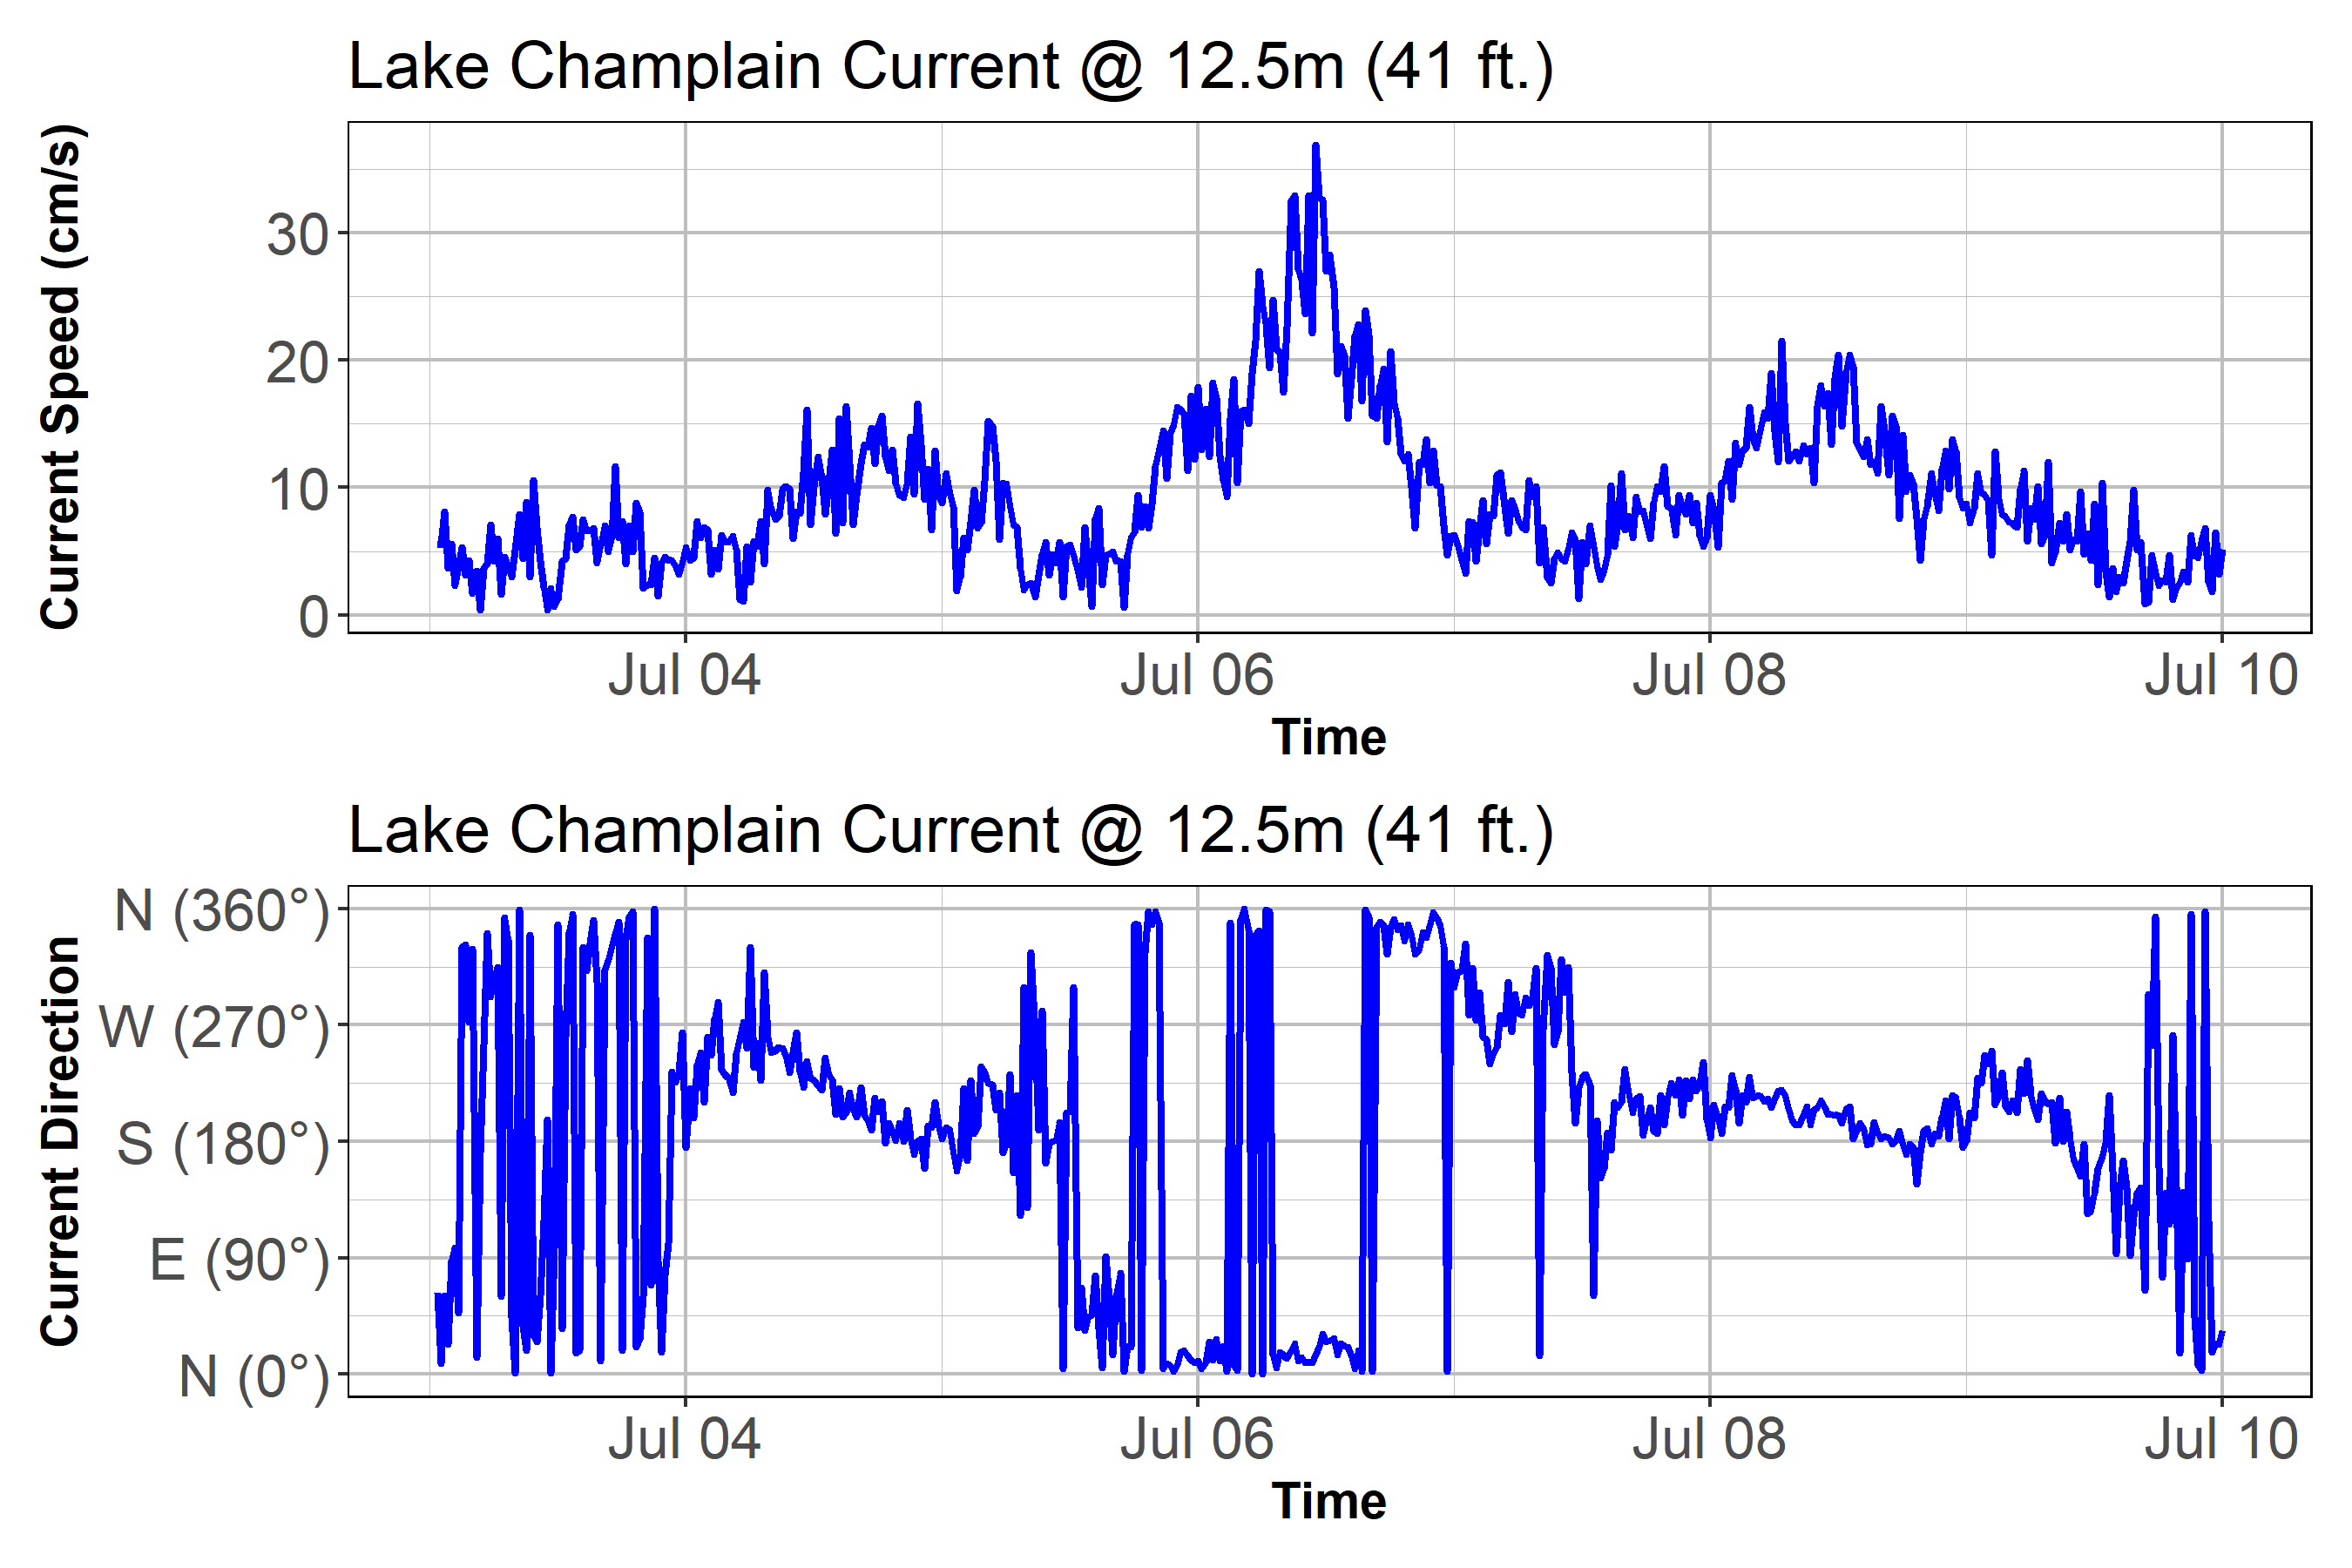 Lake Champlain Current @ 12.5m (41 ft.)
Current Speed (cm/s)
30
20
10
0
Jul 04 Jul 06 Jul 08 Jul 10
Time
Lake Champlain Current @ 12.5m (41 ft.)
Current Direction
N (360°)
W (270°)
S (180°)
E (90°)
N (0°)
Jul 04 Jul 06 Jul 08 Jul 10
Time